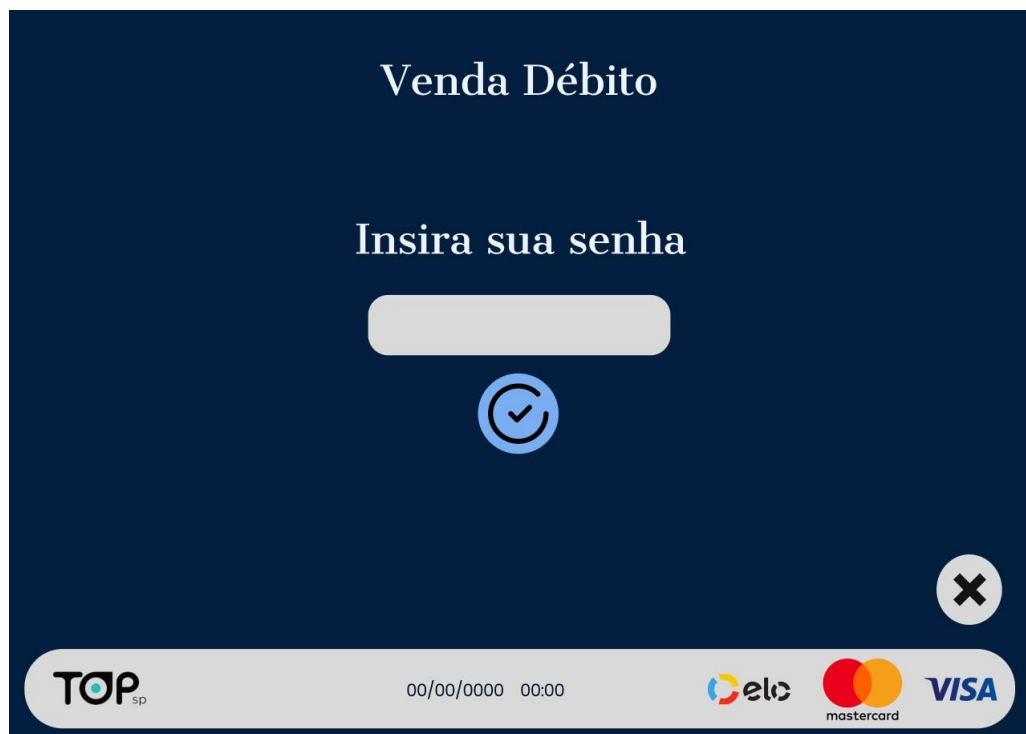 Venda Débito
Insira sua senha
TOP sp
00/00/0000 00:00
elo
mastercard
VISA